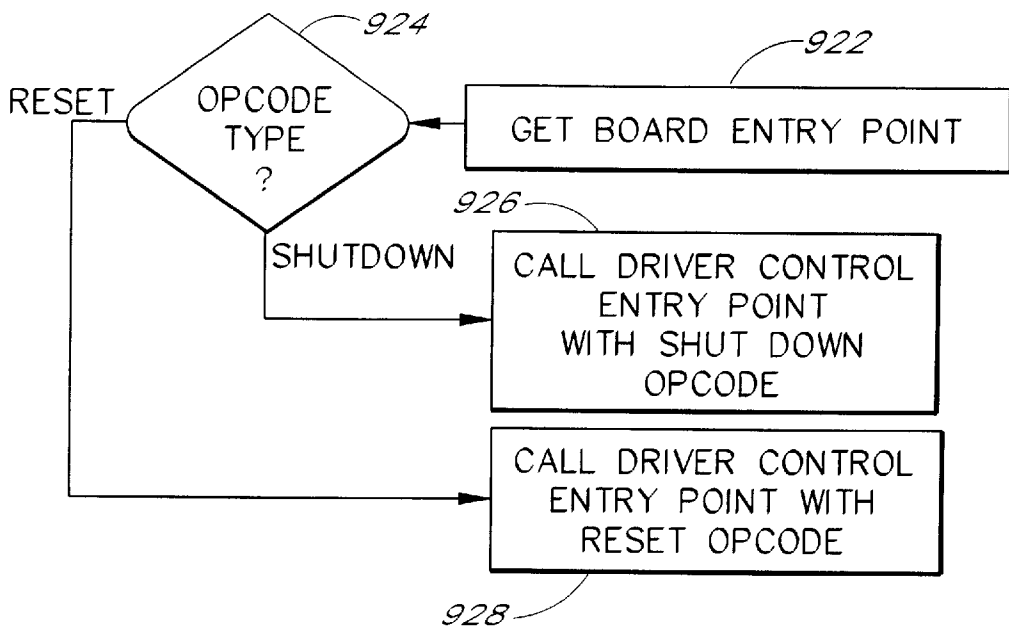 924
922
RESET
OPCODE
TYPE
?
GET BOARD ENTRY POINT
926
SHUTDOWN
CALL DRIVER CONTROL
ENTRY POINT
WITH SHUT DOWN
OPCODE
CALL DRIVER CONTROL
ENTRY POINT WITH
RESET OPCODE
928